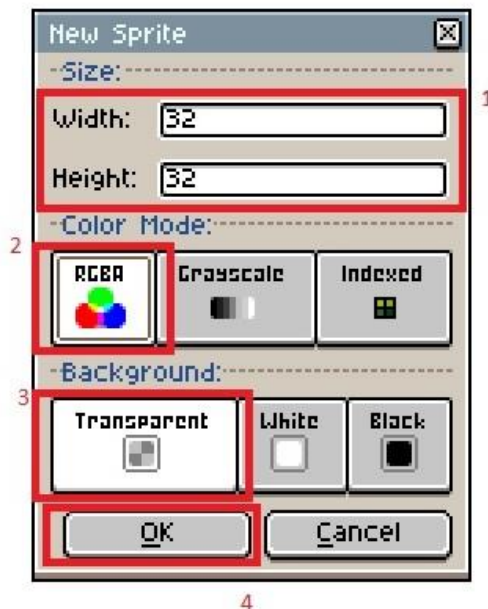 New Sprite
Size:
1
Width: 32
Height: 32
Color Mode:
2
RGBA Grayscale Indexed
Background:
3
Transparent White Black
OK Cancel
4